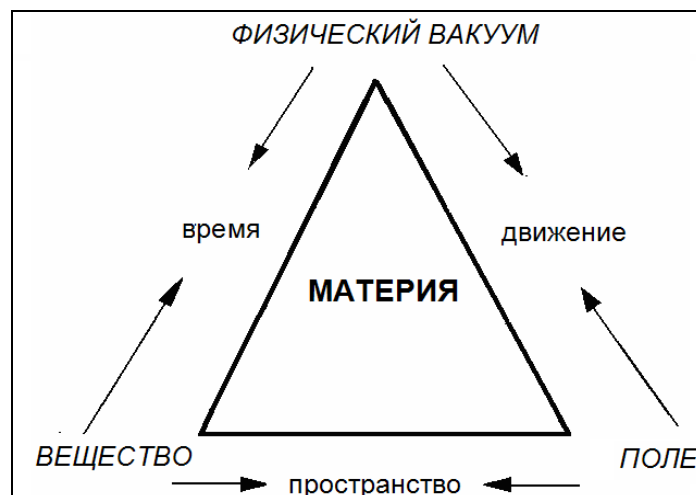 ФИЗИЧЕСКИЙ ВАКУУМ
время
движение
МАТЕРИЯ
ВЕЩЕСТВО
ПОЛЕ
пространство